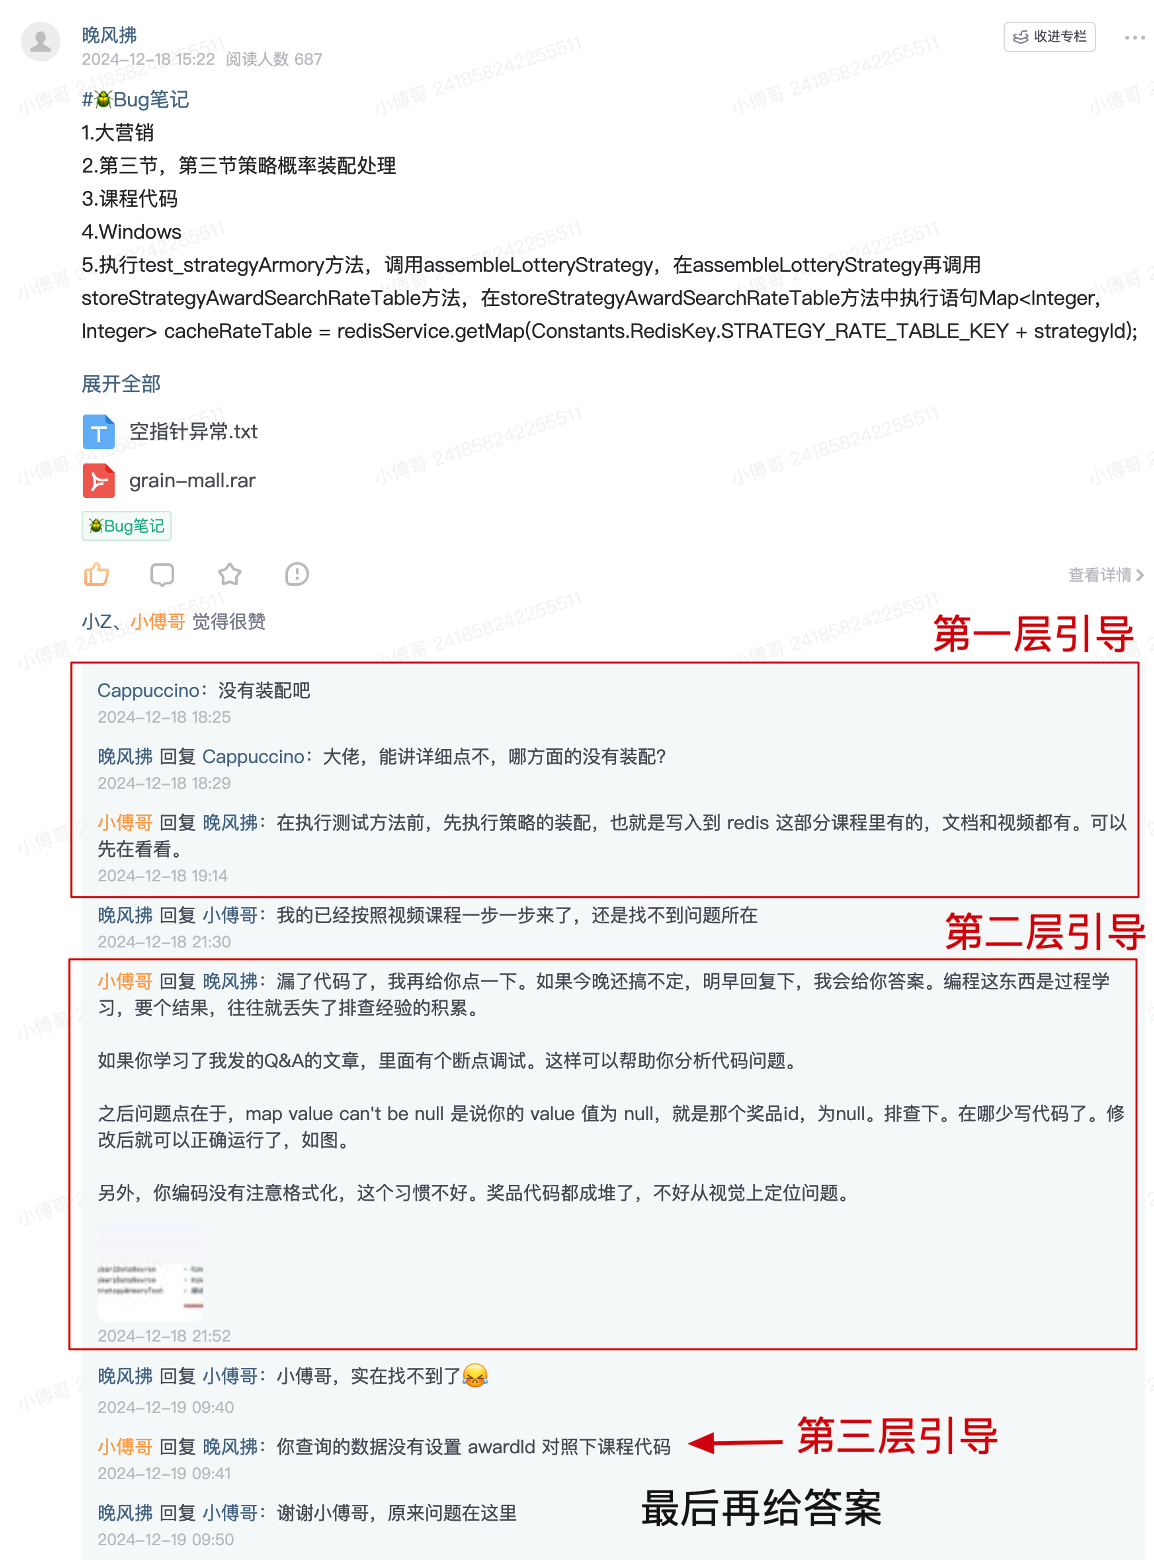 晚风拂
收进专栏
2024-12-18 15:22 阅读人数 687
#🪲Bug笔记
1.大营销
2.第三节，第三节策略概率装配处理
3.课程代码
4.Windows
5.执行test_strategyArmory方法，调用assembleLotteryStrategy，在assembleLotteryStrategy再调用
storeStrategyAwardSearchRateTable方法，在storeStrategyAwardSearchRateTable方法中执行语句Map<Integer,
Integer> cacheRateTable = redisService.getMap(Constants.RedisKey.STRATEGY_RATE_TABLE_KEY + strategyId);
展开全部
空指针异常.txt
grain-mall.rar
🪲Bug笔记
查看详情
小Z、小傅哥 觉得很赞
第一层引导
Cappuccino：没有装配吧
2024-12-18 18:25
晚风拂 回复 Cappuccino：大佬，能讲详细点不，哪方面的没有装配？
2024-12-18 18:29
小傅哥 回复 晚风拂：在执行测试方法前，先执行策略的装配，也就是写入到 redis 这部分课程里有的，文档和视频都有。可以
先在看看。
2024-12-18 19:14
晚风拂 回复 小傅哥：我的已经按照视频课程一步一步来了，还是找不到问题所在
2024-12-18 21:30
第二层引导
小傅哥 回复 晚风拂：漏了代码了，我再给你点一下。如果今晚还搞不定，明早回复下，我会给你答案。编程这东西是过程学
习，要个结果，往往就丢失了排查经验的积累。
如果你学习了我发的Q&A的文章，里面有个断点调试。这样可以帮助你分析代码问题。
之后问题点在于，map value can't be null 是说你的 value 值为 null，就是那个奖品id，为null。排查下。在哪少写代码了。修
改后就可以正确运行了，如图。
另外，你编码没有注意格式化，这个习惯不好。奖品代码都成堆了，不好从视觉上定位问题。
2024-12-18 21:52
晚风拂 回复 小傅哥：小傅哥，实在找不到了😹
2024-12-19 09:40
小傅哥 回复 晚风拂：你查询的数据没有设置 awardId 对照下课程代码
第三层引导
2024-12-19 09:41
晚风拂 回复 小傅哥：谢谢小傅哥，原来问题在这里
最后再给答案
2024-12-19 09:50
小傅哥 241858242255511